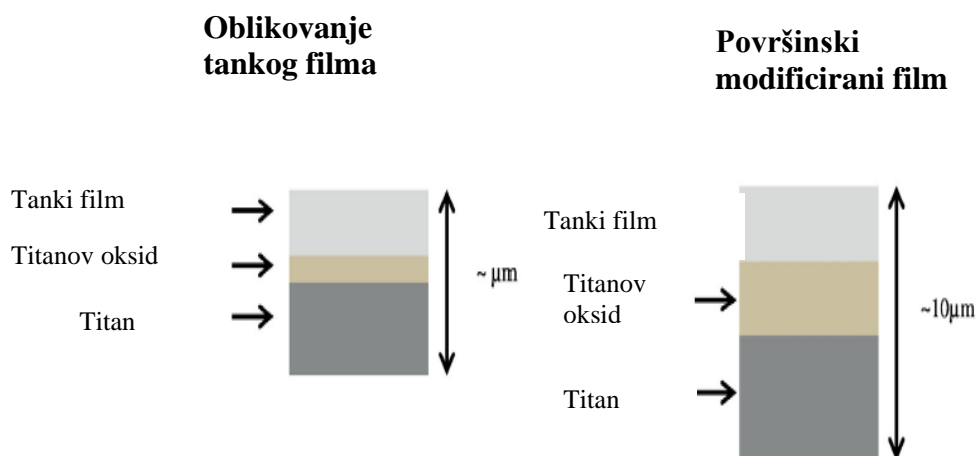 Oblikovanje
tankog filma
Površinski
modificirani film
Tanki film
Titanov oksid
Titan
~ µm
Tanki film
Titanov
oksid
Titan
~10µm